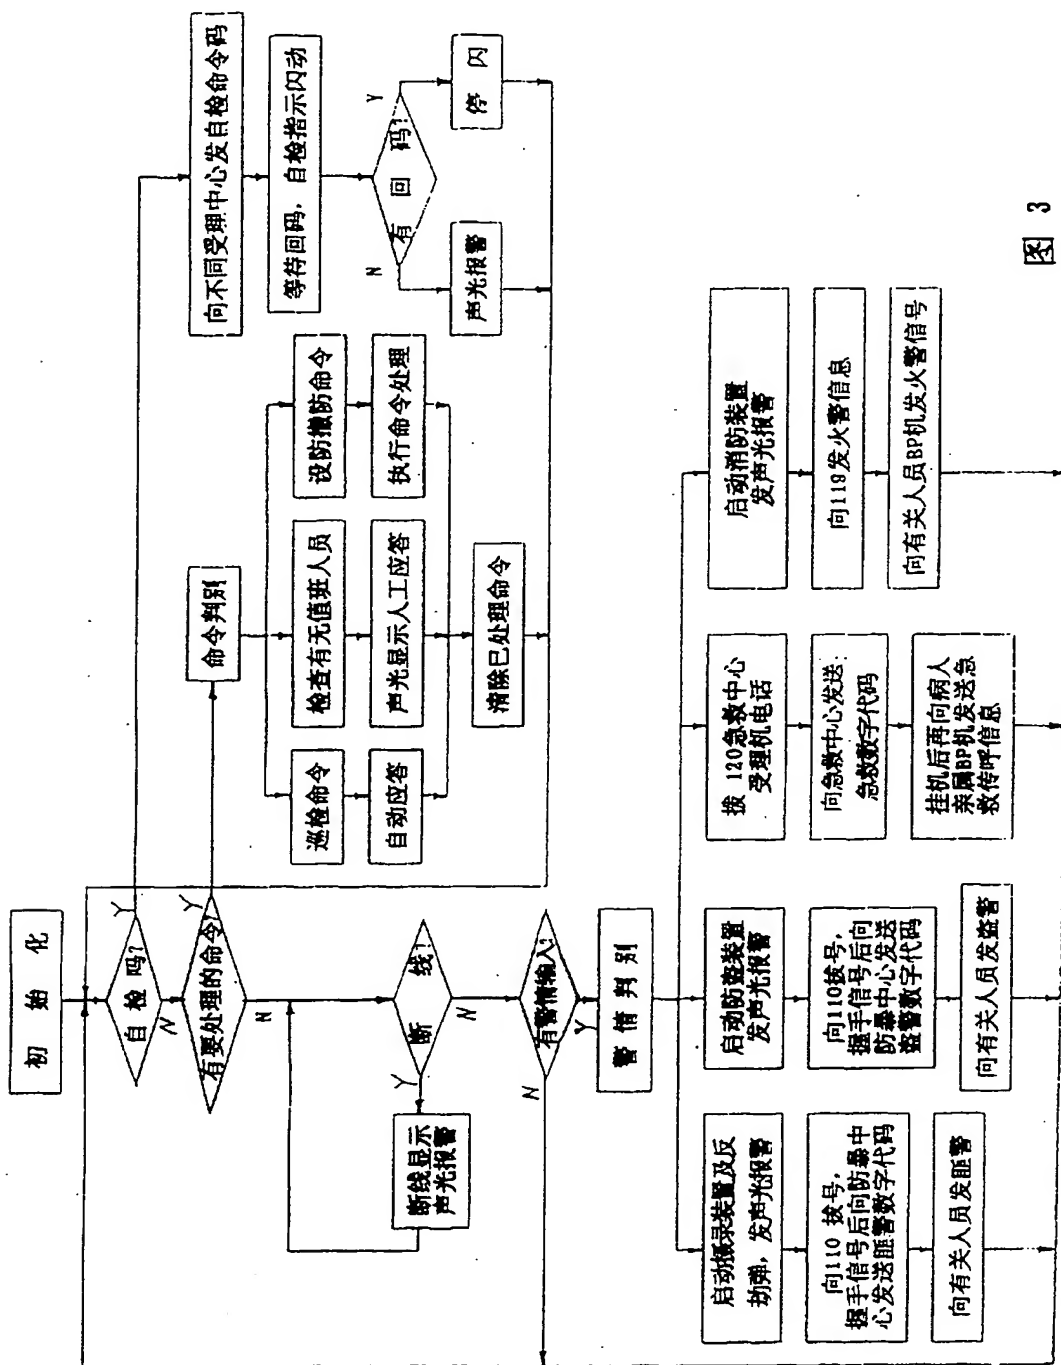 初始化
自检吗?
Y
N
向不同受理中心发自检命令码
等待回码，自检指示闪动
有回码?
N
Y
声光报警
停闪
有要处理的命令?
Y
N
命令判别
巡检命令
检查有无值班人员
设防撤防命令
自动应答
声光显示人工应答
执行命令处理
清除已处理命令
断线?
Y
N
断线显示
声光报警
有警情输入?
N
Y
警情判别
启动摄录装置及反
劫弹，发声光报警
启动防盗装置
发声光报警
拨 120急救中心
受理机电话
启动消防装置
发声光报警
向110 拨号，
握手信号后向防暴中
心发送匪警数字代码
向110拨号，
握手信号后向
防暴中心发送
盗警数字代码
向急救中心发送:
急救数字代码
向119发火警信息
向有关人员发匪警
向有关人员发盗警
挂机后再向病人
亲属BP机发送急
救传呼信息
向有关人员BP机发火警信号
图 3